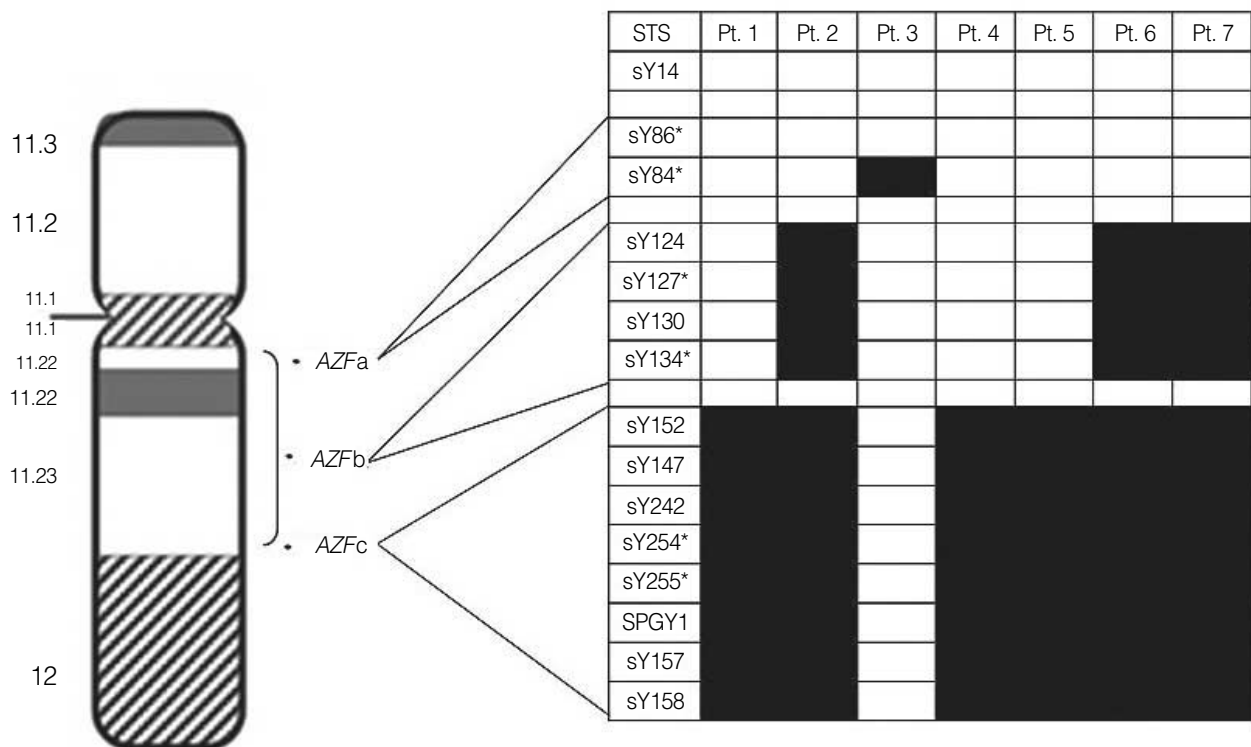 11.3
11.2
11.1
11.1
11.22
11.22
11.23
12
• AZFa
• AZFb
• AZFc
STS Pt. 1 Pt. 2 Pt. 3 Pt. 4 Pt. 5 Pt. 6 Pt. 7
sY14
sY86*
sY84*
sY124
sY127*
sY130
sY134*
sY152
sY147
sY242
sY254*
sY255*
SPGY1
sY157
sY158